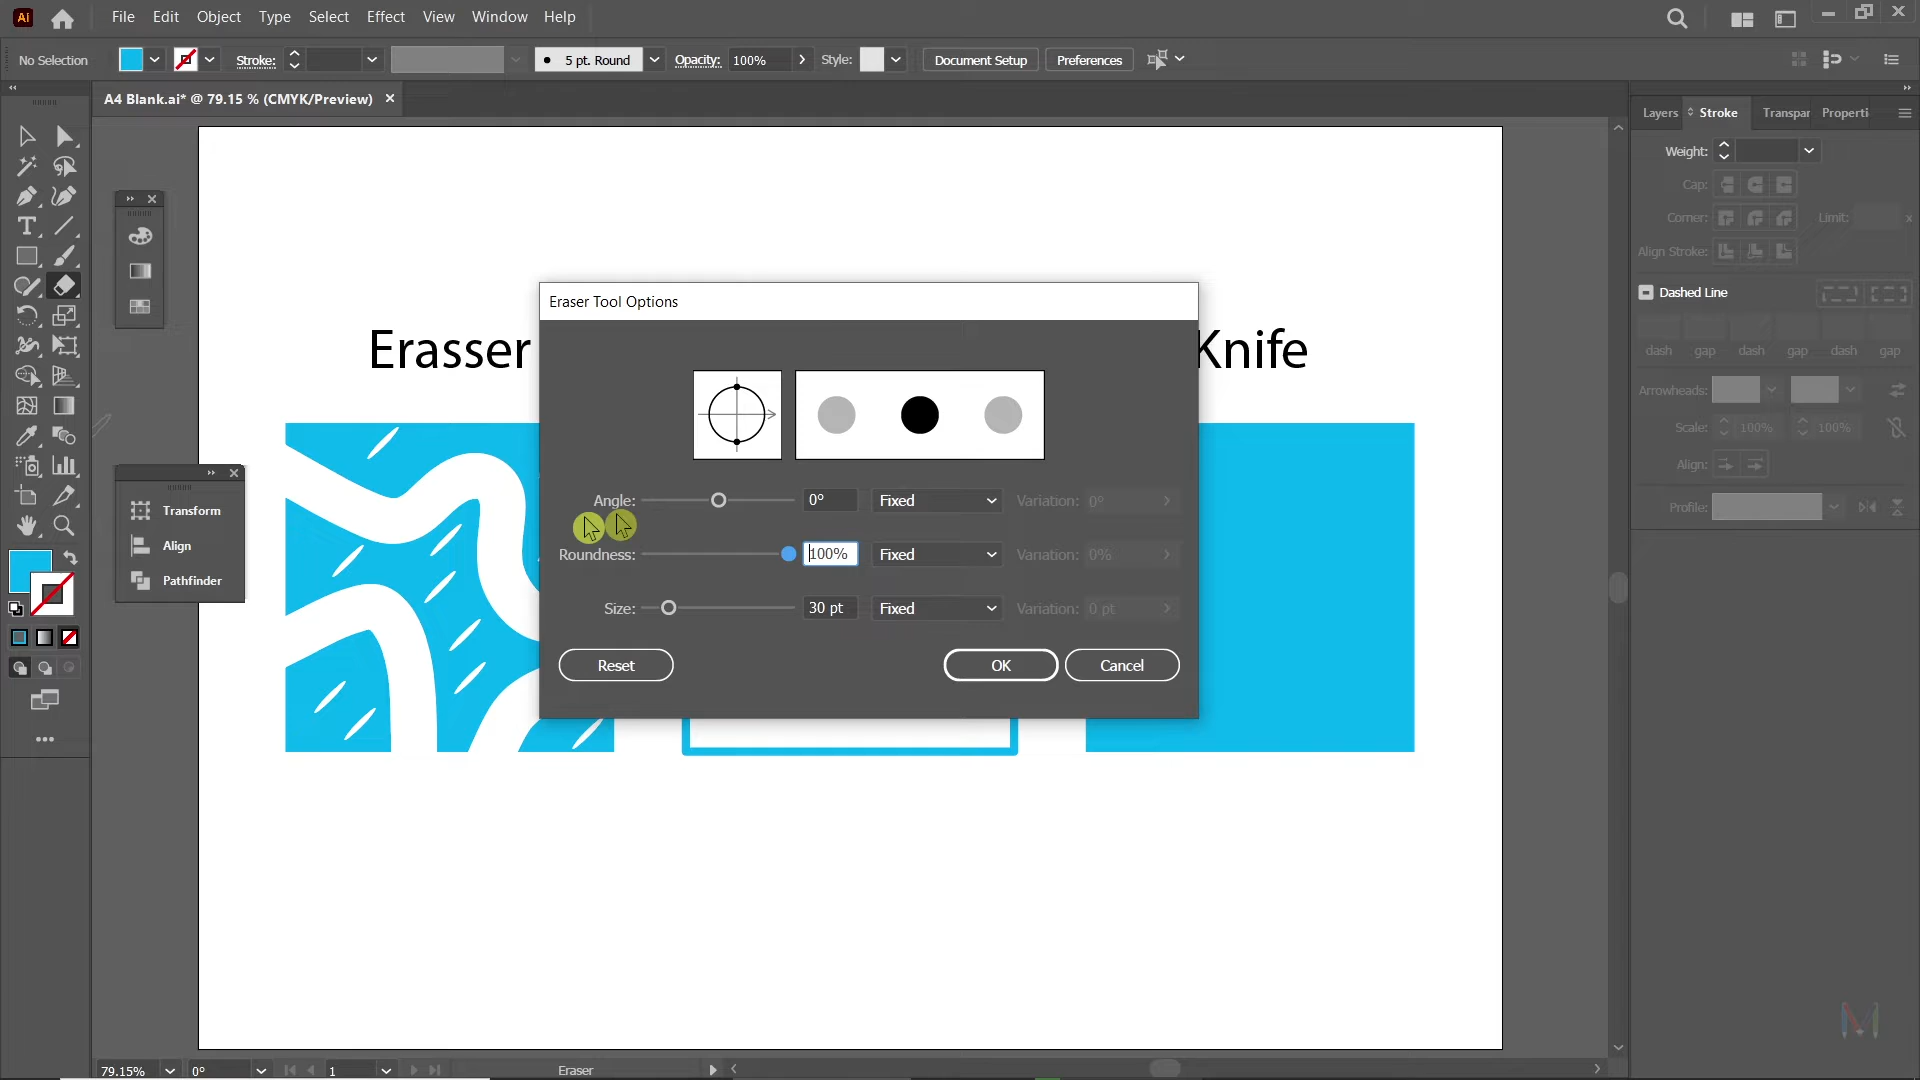 Ai File Edit Object Type Select Effect View Window Help
No Selection Stroke: 5 pt. Round Opacity: 100% Style: Document Setup Preferences
A4 Blank.ai* @ 79.15 % (CMYK/Preview)
Layers Stroke Transpar Properti
Weight:
Cap:
Corner: Limit: x
Align Stroke:
Dashed Line
dash gap dash gap dash gap
Arrowheads:
Scale: 100% 100%
Align:
Profile:
Transform
Align
Pathfinder
Erasser
Knife
Eraser Tool Options
Angle: 0° Fixed Variation: 0°
Roundness: 100% Fixed Variation: 0%
Size: 30 pt Fixed Variation: 0 pt
Reset OK Cancel
79.15% 0° 1 Eraser